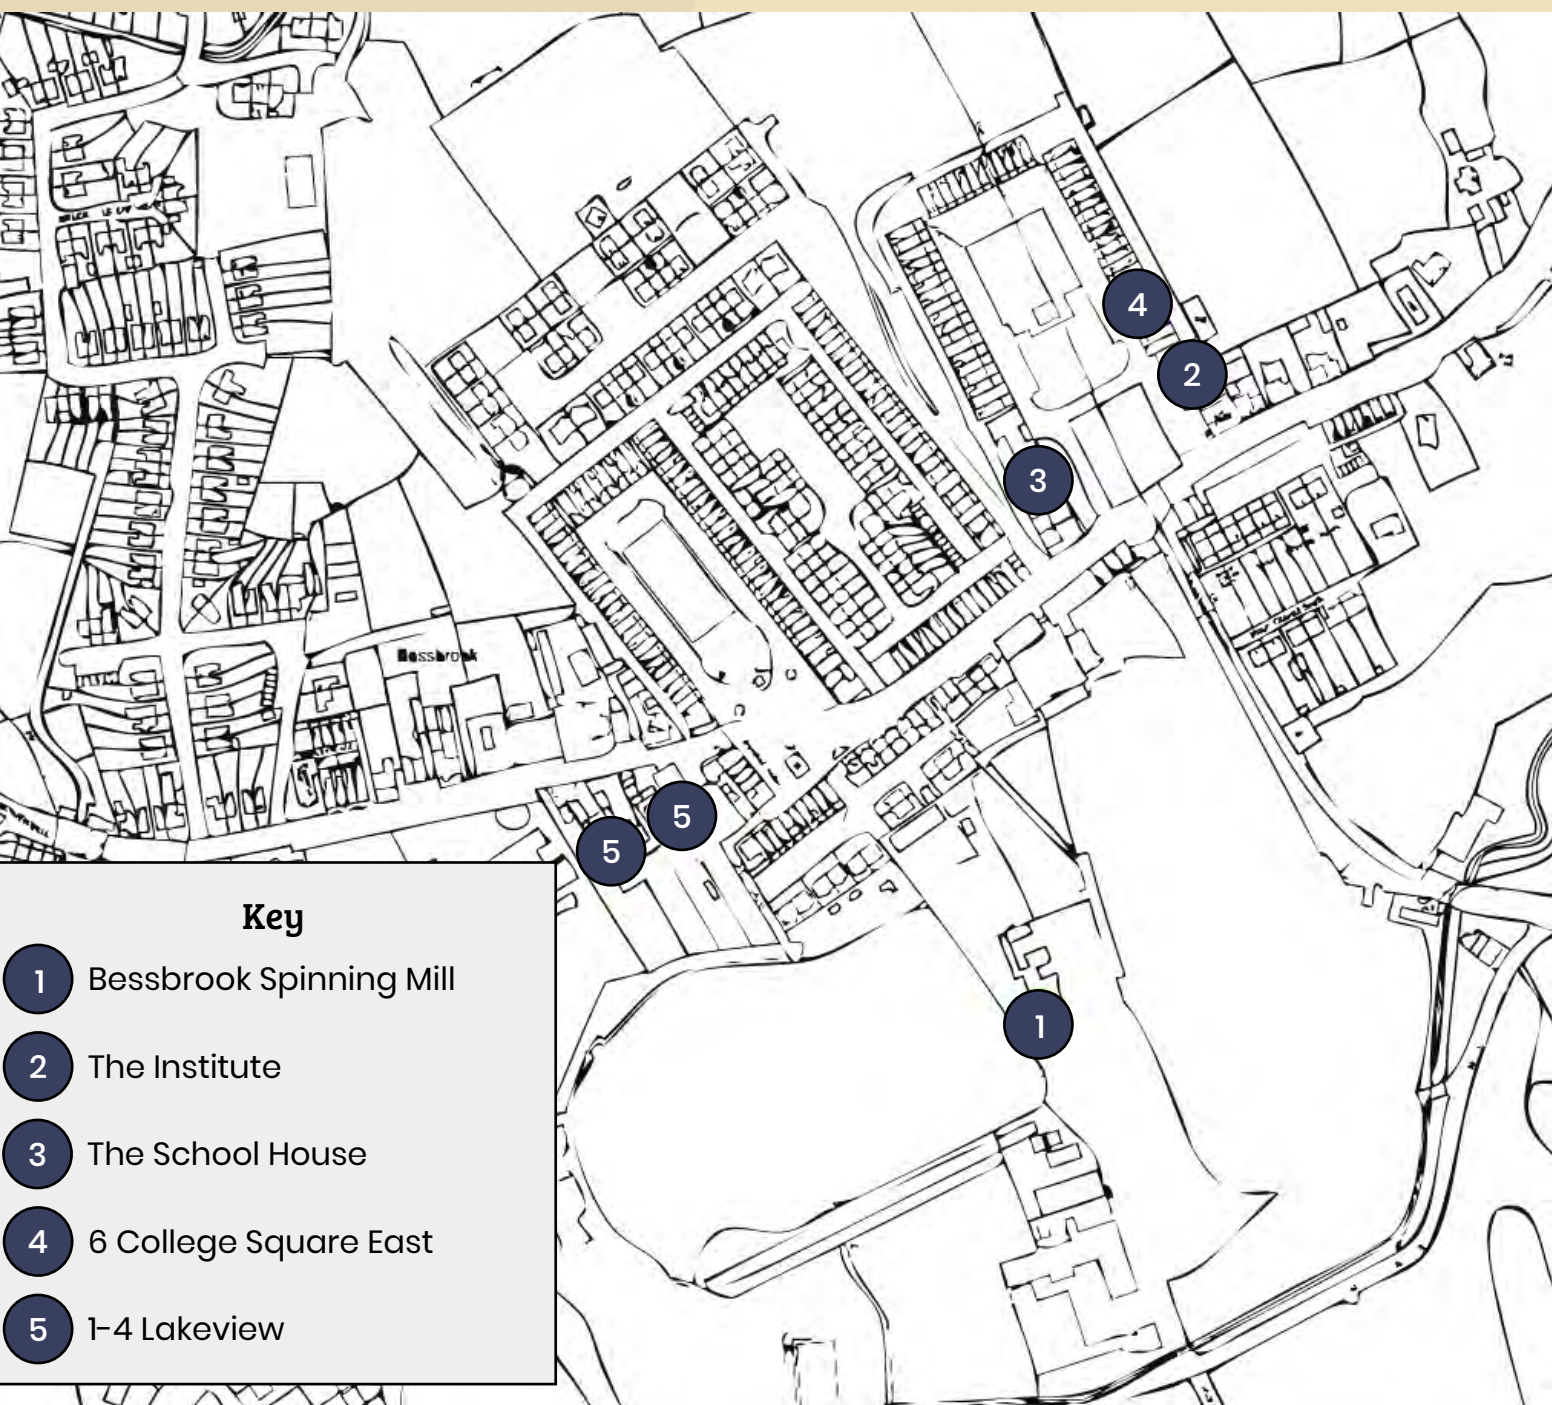 4
2
3
Bessbrook
5
5
1
Key
1 Bessbrook Spinning Mill
2 The Institute
3 The School House
4 6 College Square East
5 1-4 Lakeview